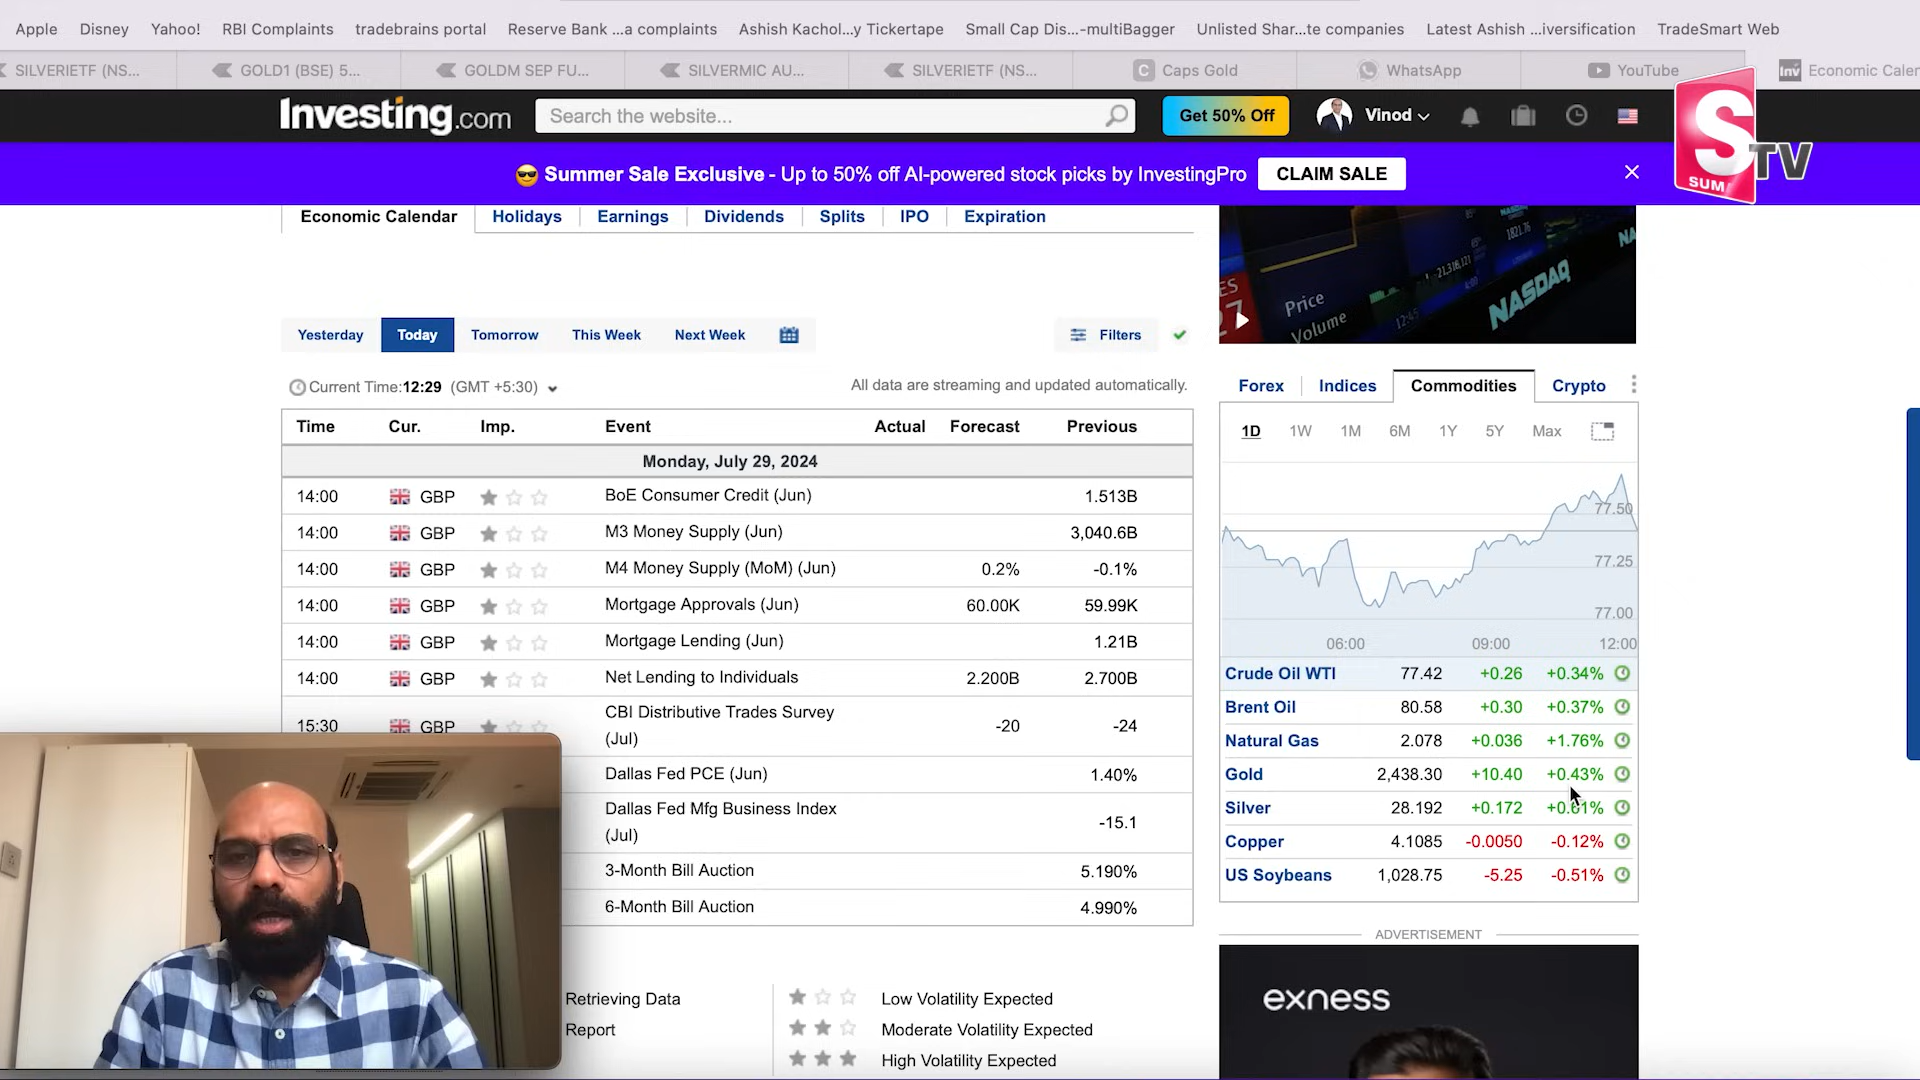 Apple Disney Yahoo! RBI Complaints tradebrains portal Reserve Bank ...a complaints Ashish Kachol...y Tickertape Small Cap Dis...-multiBagger Unlisted Shar...te companies Latest Ashish ...iversification TradeSmart Web
SILVERIETF (NS... GOLD1 (BSE) 5... GOLDM SEP FU... SILVERMIC AU... SILVERIETF (NS... Caps Gold WhatsApp YouTube Economic Caler
Investing.com Search the website... Get 50% Off Vinod
S TV
SUM
Summer Sale Exclusive - Up to 50% off AI-powered stock picks by InvestingPro CLAIM SALE
Economic Calendar Holidays Earnings Dividends Splits IPO Expiration
Price
Volume
1821.76
12:45
NASDAQ
Yesterday Today Tomorrow This Week Next Week Filters
Current Time:12:29 (GMT +5:30) All data are streaming and updated automatically.
Time Cur. Imp. Event Actual Forecast Previous
Monday, July 29, 2024
14:00 GBP BoE Consumer Credit (Jun) 1.513B
14:00 GBP M3 Money Supply (Jun) 3,040.6B
14:00 GBP M4 Money Supply (MoM) (Jun) 0.2% -0.1%
14:00 GBP Mortgage Approvals (Jun) 60.00K 59.99K
14:00 GBP Mortgage Lending (Jun) 1.21B
14:00 GBP Net Lending to Individuals 2.200B 2.700B
15:30 GBP CBI Distributive Trades Survey (Jul) -20 -24
Dallas Fed PCE (Jun) 1.40%
Dallas Fed Mfg Business Index (Jul) -15.1
3-Month Bill Auction 5.190%
6-Month Bill Auction 4.990%
Retrieving Data
Report
Low Volatility Expected
Moderate Volatility Expected
High Volatility Expected
Forex Indices Commodities Crypto
1D 1W 1M 6M 1Y 5Y Max
77.50
77.25
77.00
06:00 09:00 12:00
Crude Oil WTI 77.42 +0.26 +0.34%
Brent Oil 80.58 +0.30 +0.37%
Natural Gas 2.078 +0.036 +1.76%
Gold 2,438.30 +10.40 +0.43%
Silver 28.192 +0.172 +0.61%
Copper 4.1085 -0.0050 -0.12%
US Soybeans 1,028.75 -5.25 -0.51%
ADVERTISEMENT
exness